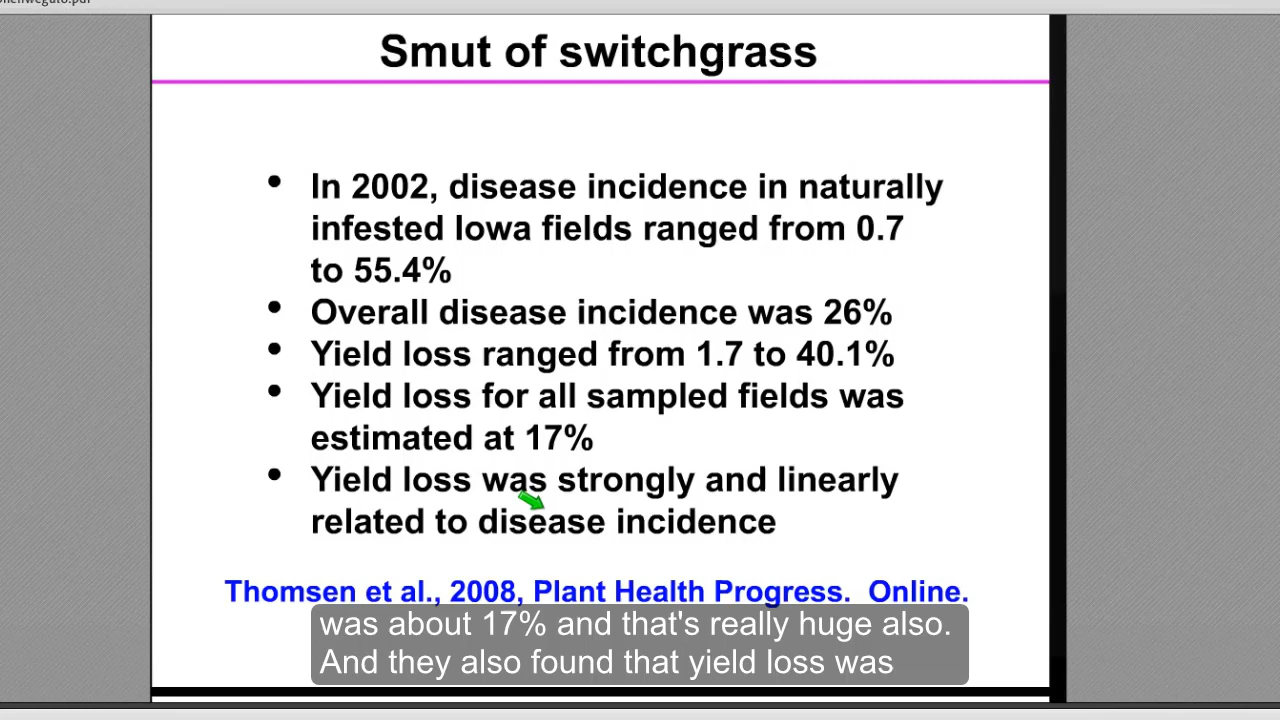 Smut of switchgrass
• In 2002, disease incidence in naturally
infested Iowa fields ranged from 0.7
to 55.4%
• Overall disease incidence was 26%
• Yield loss ranged from 1.7 to 40.1%
• Yield loss for all sampled fields was
estimated at 17%
• Yield loss was strongly and linearly
related to disease incidence
Thomsen et al., 2008, Plant Health Progress. Online.
was about 17% and that's really huge also.
And they also found that yield loss was